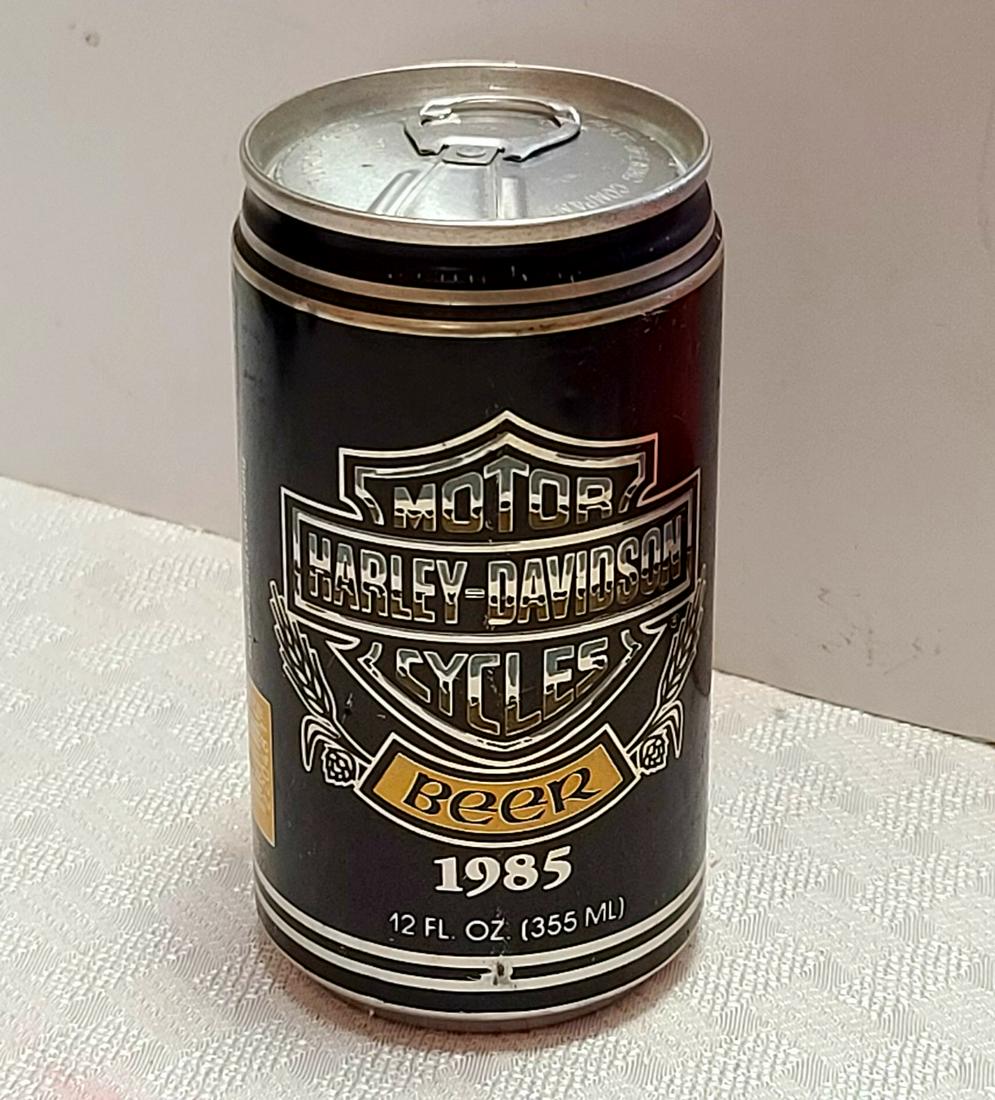 MOTOR
HARLEY-DAVIDSON
CYCLES
BEER
1985
12 FL. OZ. (355 ML)